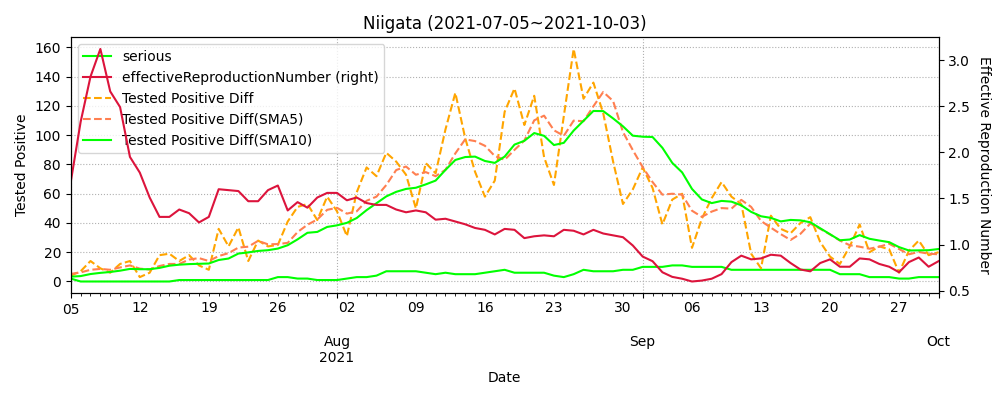 Niigata (2021-07-05~2021-10-03)
serious
effectiveReproductionNumber (right)
Tested Positive Diff
Tested Positive Diff(SMA5)
Tested Positive Diff(SMA10)
160
140
120
100
80
60
40
20
0
Tested Positive
3.0
2.5
2.0
1.5
1.0
0.5
Effective Reproduction Number
05 12 19 26 02 09 16 23 30 06 13 20 27
Aug Sep Oct
2021
Date